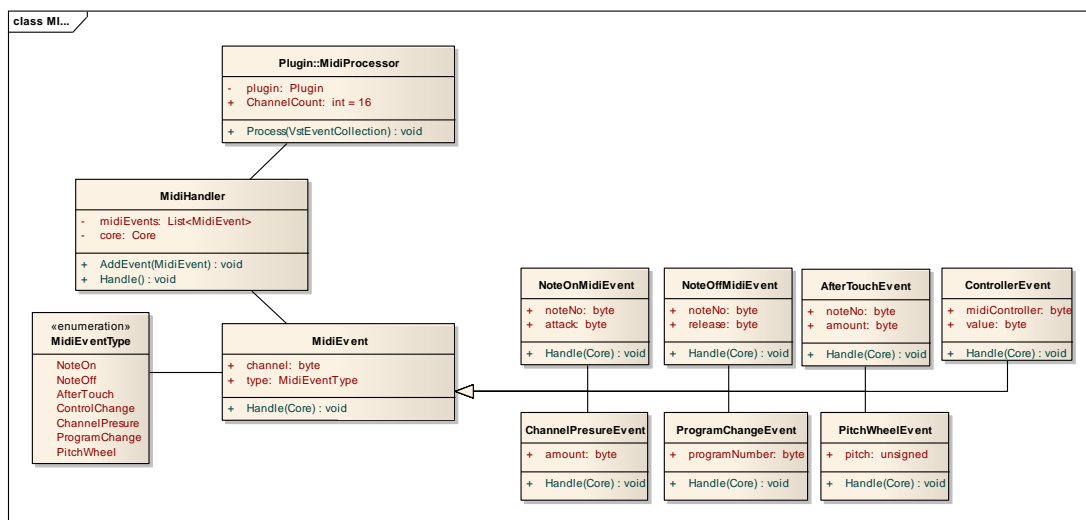 class MI...
Plugin::MidiProcessor
- plugin: Plugin
+ ChannelCount: int = 16
+ Process(VstEventCollection) : void
MidiHandler
- midiEvents: List<MidiEvent>
- core: Core
+ AddEvent(MidiEvent) : void
+ Handle() : void
«enumeration»
MidiEventType
NoteOn
NoteOff
AfterTouch
ControlChange
ChannelPresure
ProgramChange
PitchWheel
MidiEvent
+ channel: byte
+ type: MidiEventType
+ Handle(Core) : void
NoteOnMidiEvent
+ noteNo: byte
+ attack: byte
+ Handle(Core) : void
NoteOffMidiEvent
+ noteNo: byte
+ release: byte
+ Handle(Core) : void
AfterTouchEvent
+ noteNo: byte
+ amount: byte
+ Handle(Core) : void
ControllerEvent
+ midiController: byte
+ value: byte
+ Handle(Core) : void
ChannelPresureEvent
+ amount: byte
+ Handle(Core) : void
ProgramChangeEvent
+ programNumber: byte
+ Handle(Core) : void
PitchWheelEvent
+ pitch: unsigned
+ Handle(Core) : void